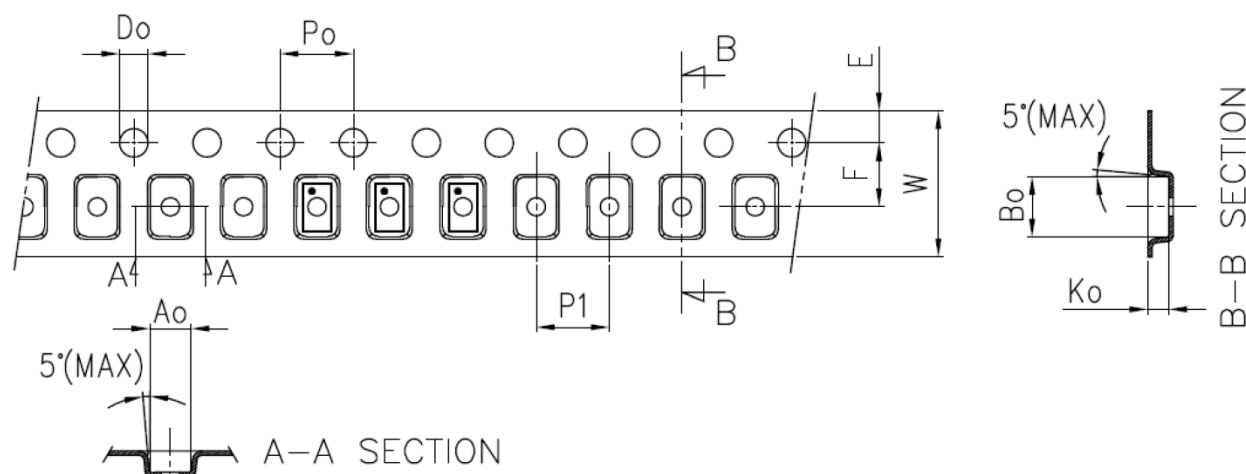 Do
Po
B
E
F
W
A
A
P1
B
Ao
5°(MAX)
A-A SECTION
5°(MAX)
Bo
Ko
B-B SECTION